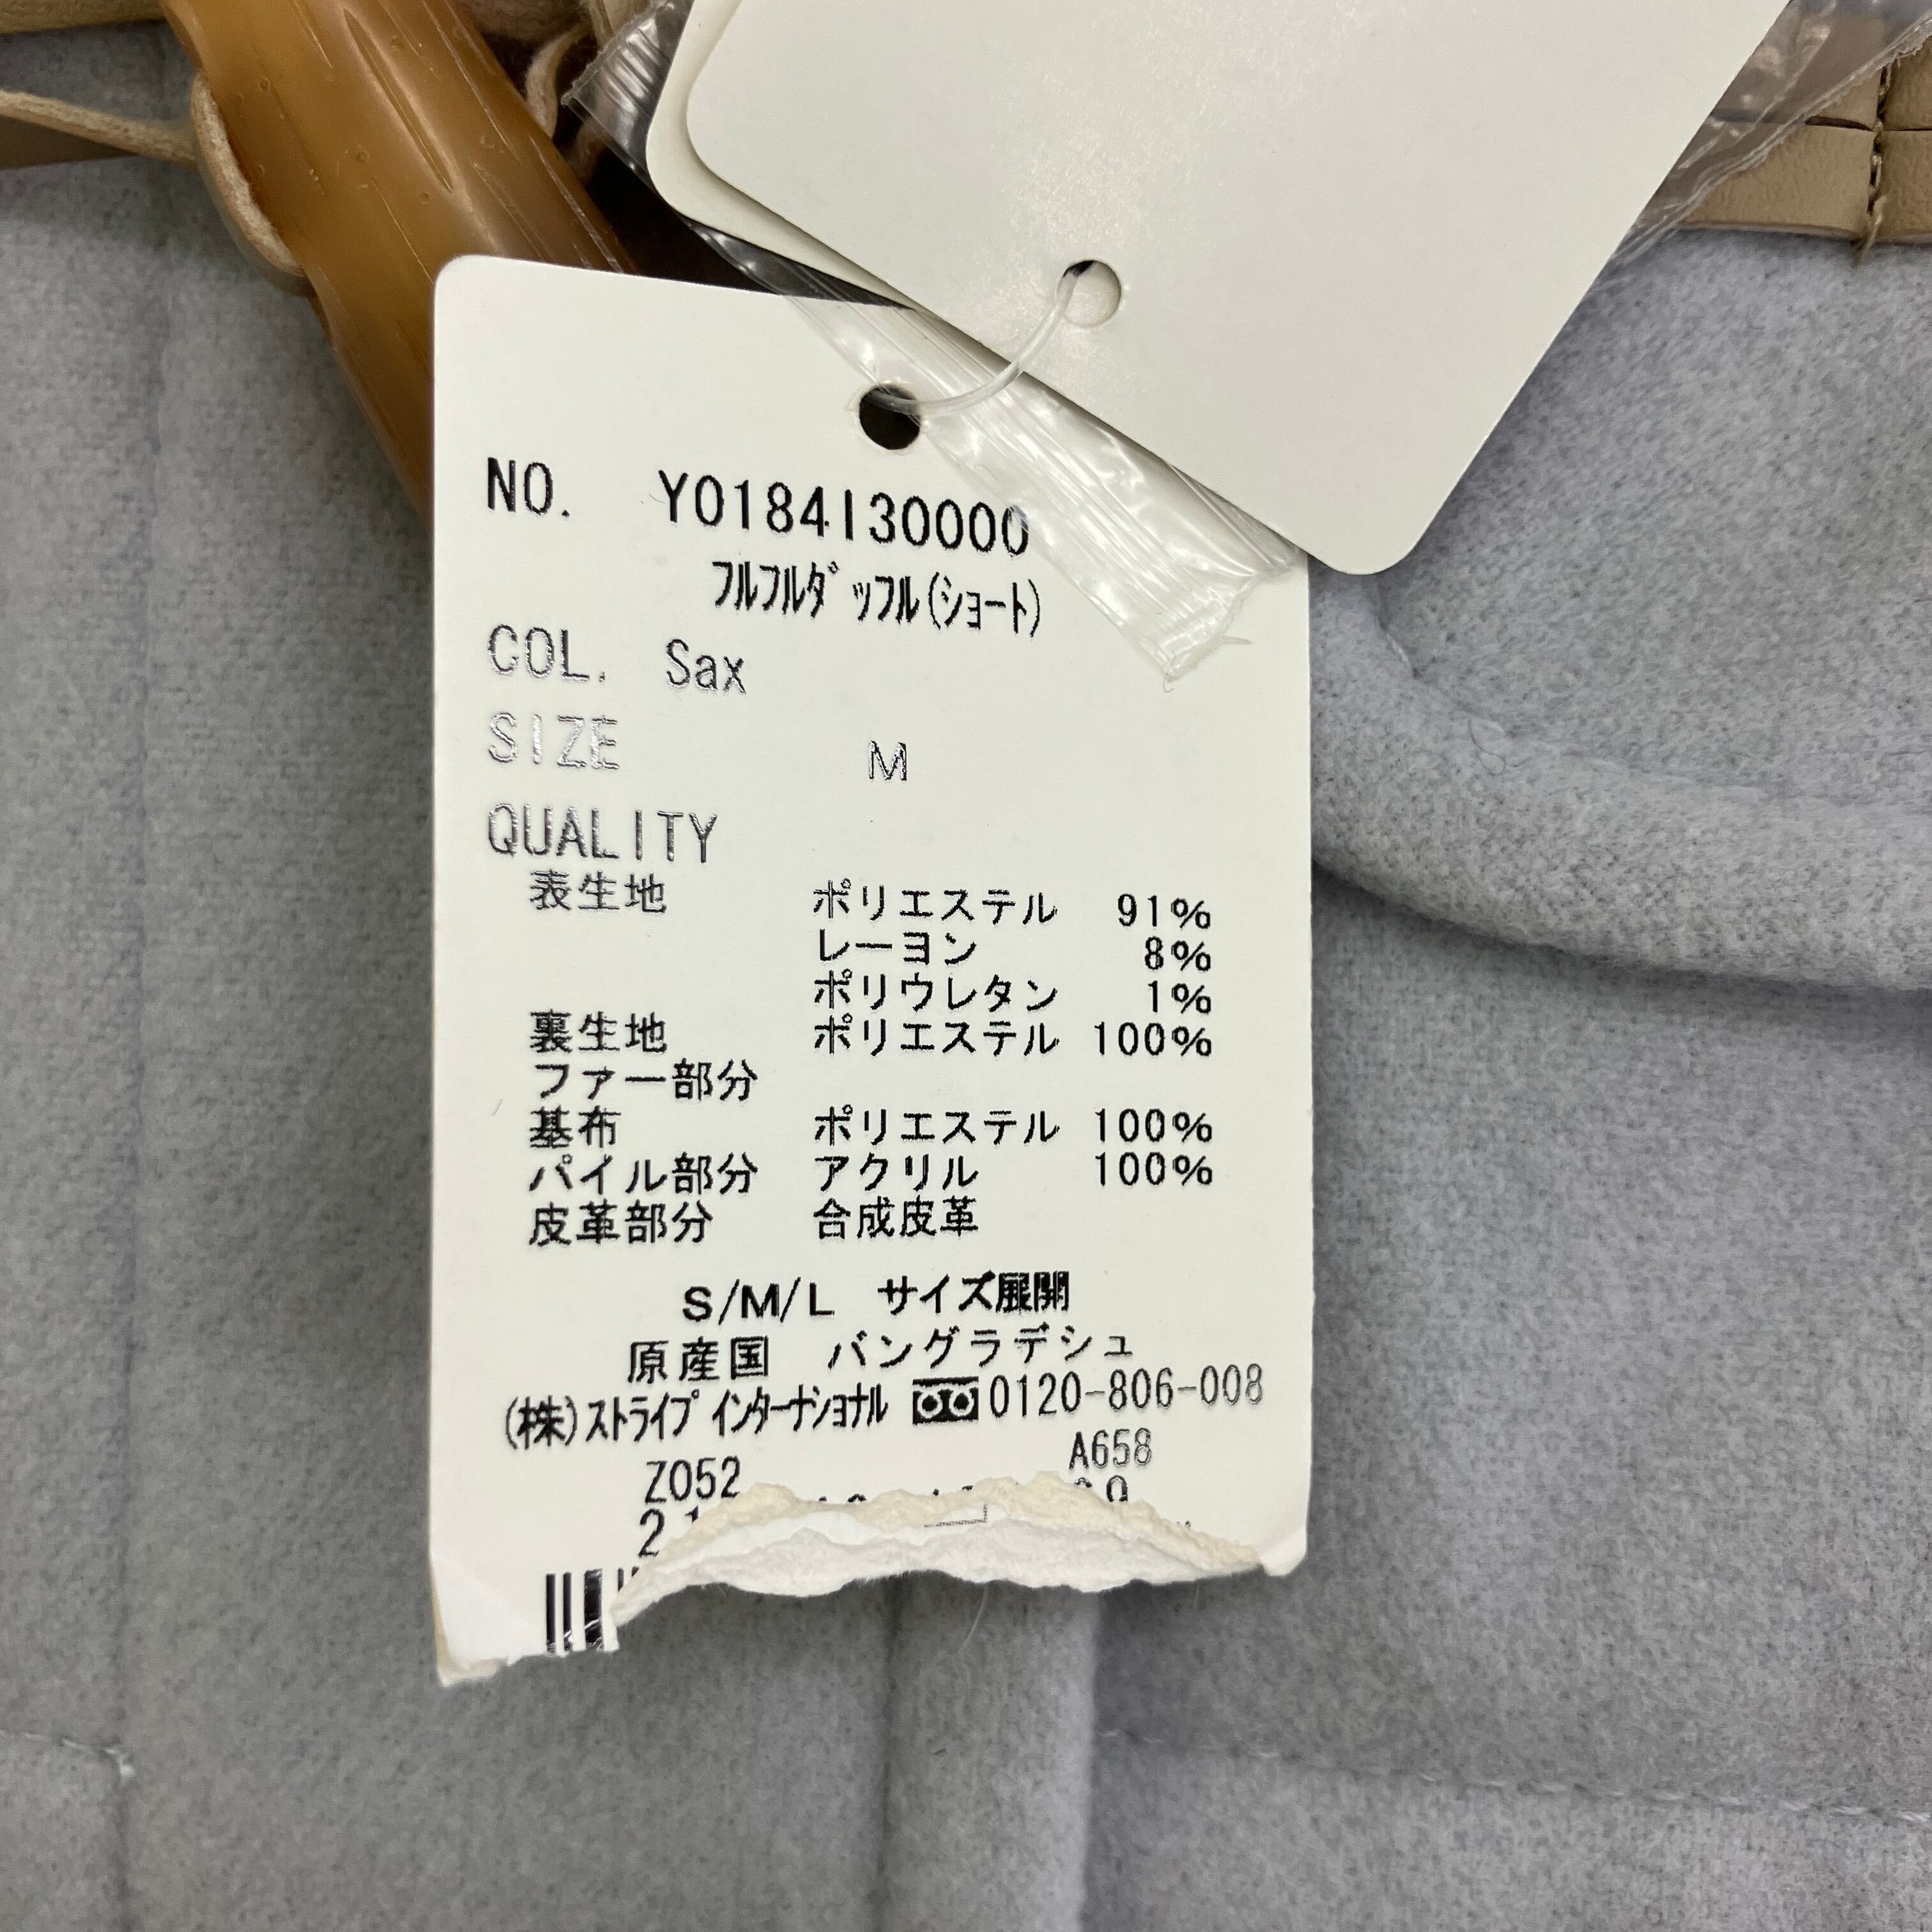 NO. Y0184I30000
フルフルダッフル(ショート)
COL. Sax
SIZE M
QUALITY
表生地 ポリエステル 91%
レーヨン 8%
ポリウレタン 1%
裏生地 ポリエステル 100%
ファー部分
基布 ポリエステル 100%
パイル部分 アクリル 100%
皮革部分 合成皮革
S/M/L サイズ展開
原産国 バングラデシュ
(株)ストライプインターナショナル 0120-806-008
A658
Z052